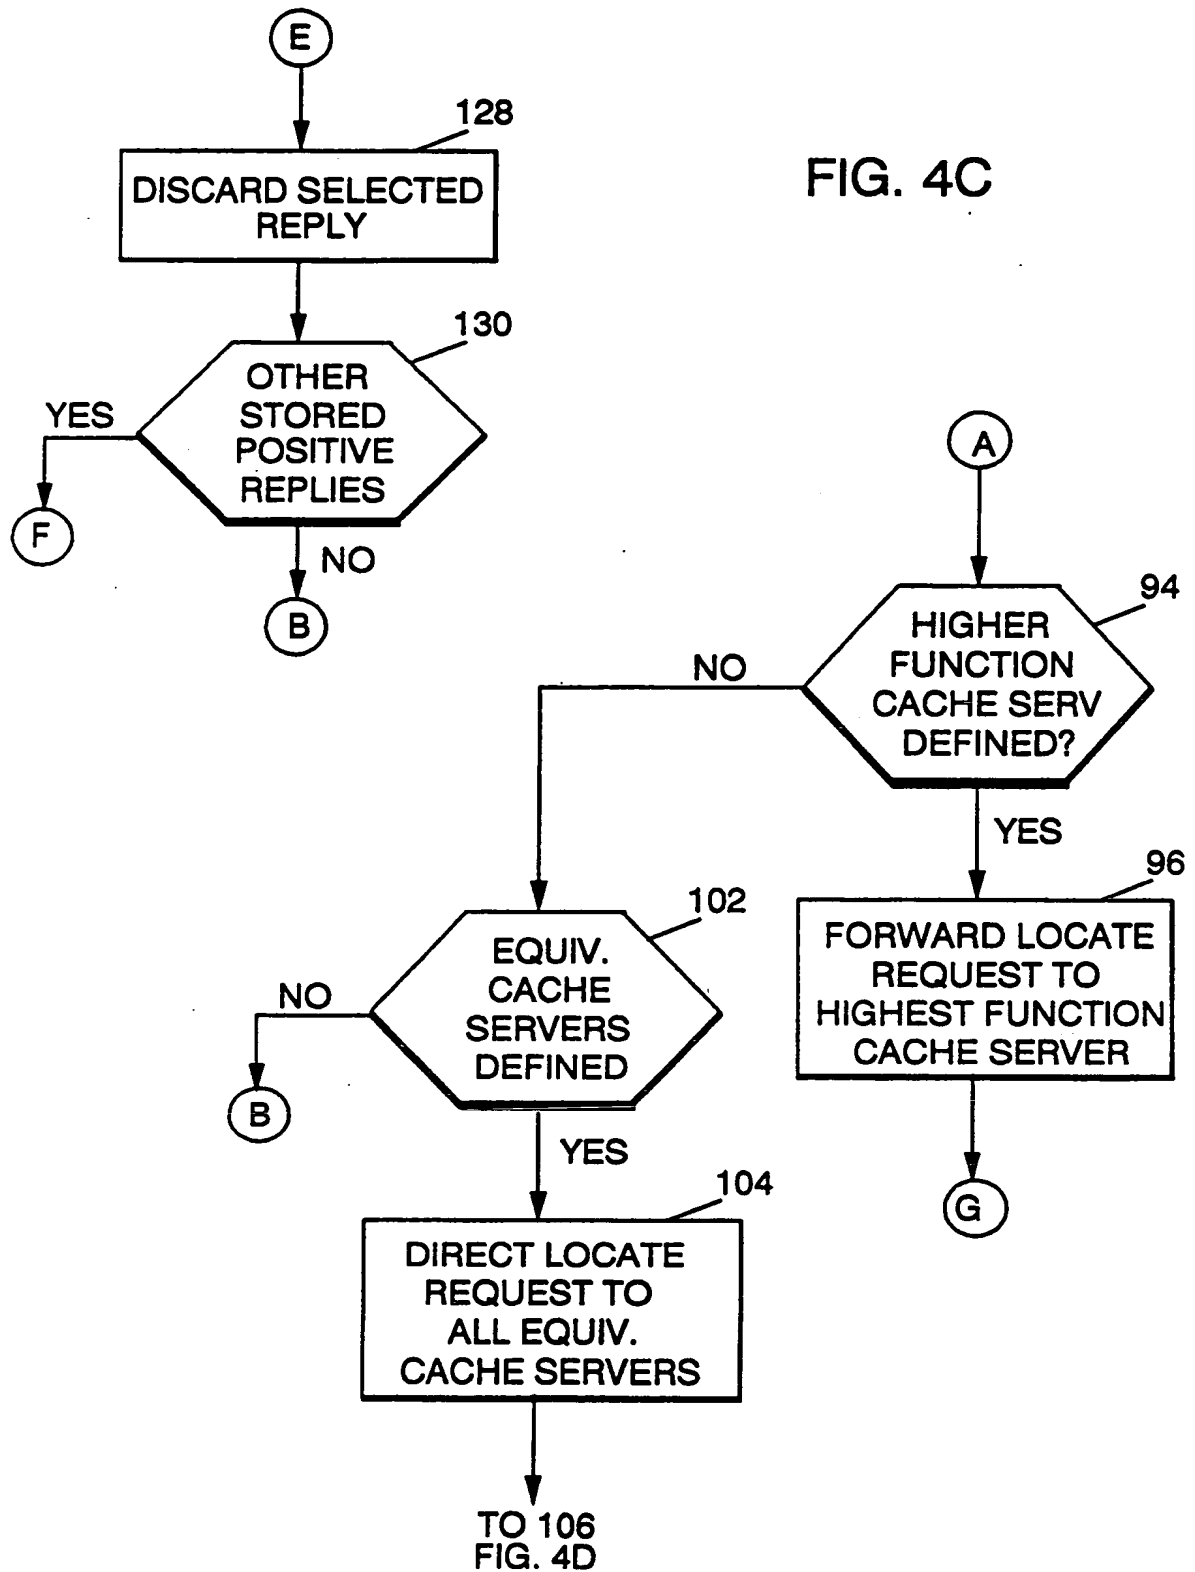 E
128
DISCARD SELECTED
REPLY
FIG. 4C
130
OTHER
STORED
POSITIVE
REPLIES
YES
F
NO
B
A
94
HIGHER
FUNCTION
CACHE SERV
DEFINED?
NO
YES
96
FORWARD LOCATE
REQUEST TO
HIGHEST FUNCTION
CACHE SERVER
G
102
EQUIV.
CACHE
SERVERS
DEFINED
NO
B
YES
104
DIRECT LOCATE
REQUEST TO
ALL EQUIV.
CACHE SERVERS
TO 106
FIG. 4D